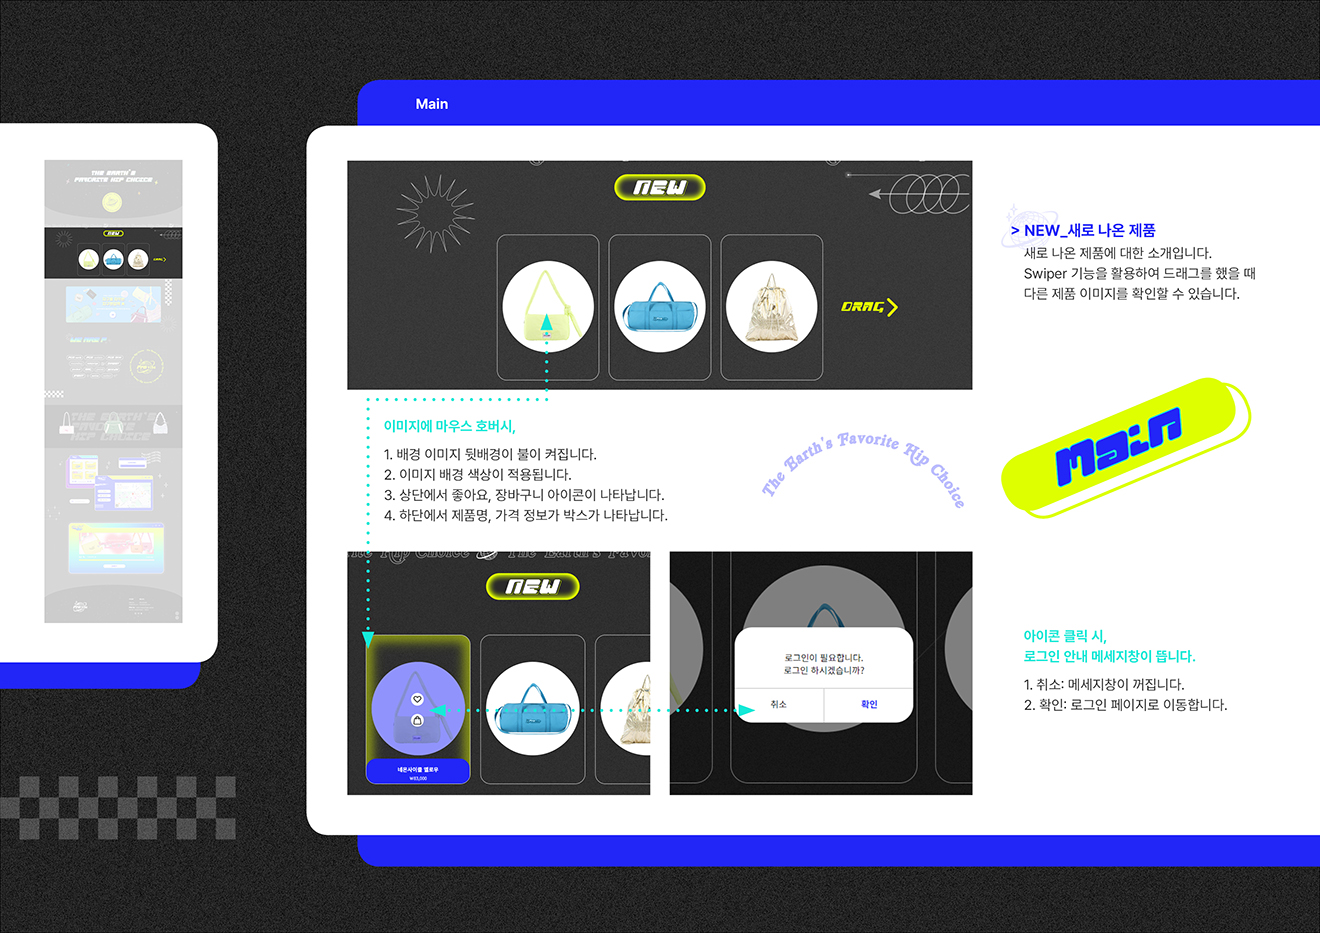 Main
THE EARTH'S
FAVORITE HIP CHOICE
NEW
DRAG
> NEW_새로 나온 제품
새로 나온 제품에 대한 소개입니다.
Swiper 기능을 활용하여 드래그를 했을 때
다른 제품 이미지를 확인할 수 있습니다.
이미지에 마우스 호버시,
1. 배경 이미지 뒷배경이 불이 켜집니다.
2. 이미지 배경 색상이 적용됩니다.
3. 상단에서 좋아요, 장바구니 아이콘이 나타납니다.
4. 하단에서 제품명, 가격 정보가 박스가 나타납니다.
The Earth's Favorite Hip Choice
Main
The Earth's Favo
NEW
네온사이클 옐로우
₩83,000
로그인이 필요합니다.
로그인 하시겠습니까?
취소
확인
아이콘 클릭 시,
로그인 안내 메세지창이 뜹니다.
1. 취소: 메세지창이 꺼집니다.
2. 확인: 로그인 페이지로 이동합니다.